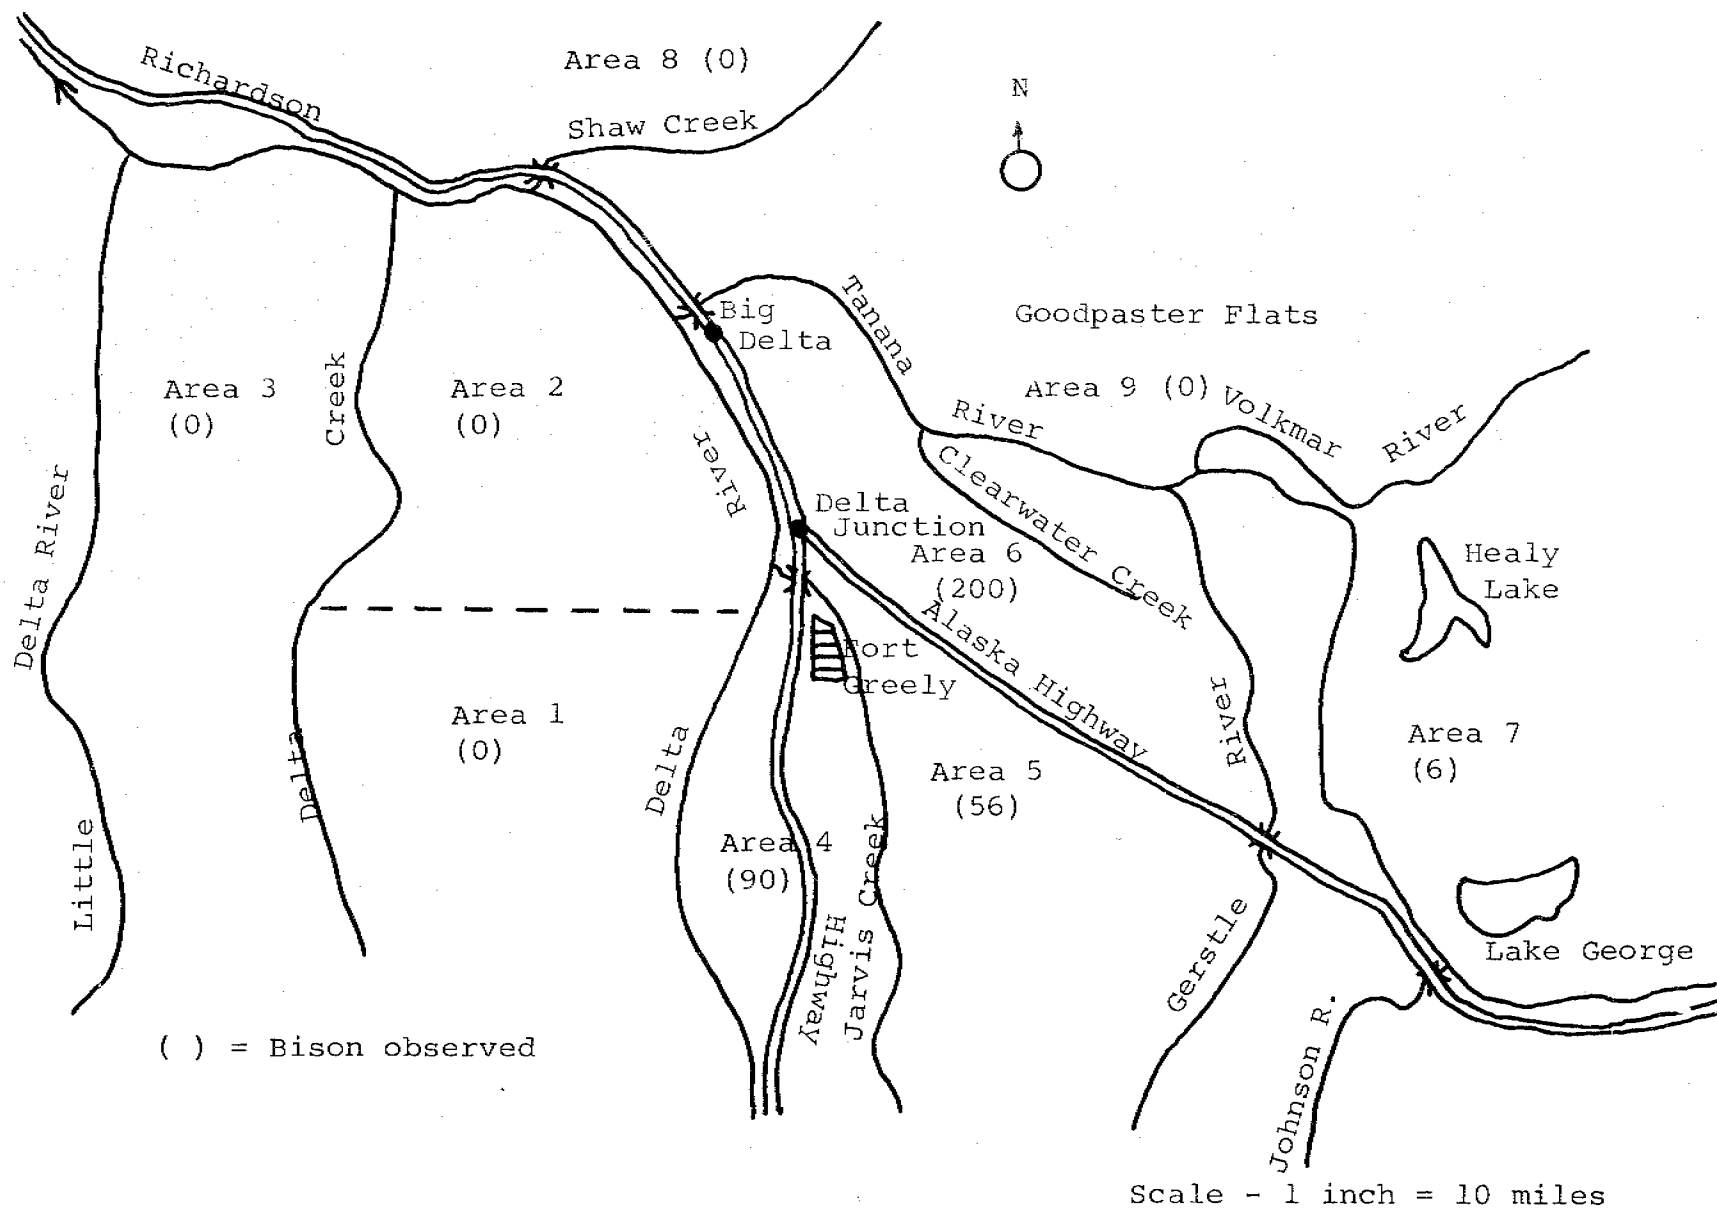 Richardson
Area 8 (0)
Shaw Creek
N
Big
Delta
Tanana
River
Goodpaster Flats
Area 9 (0)
Volkmar
River
Area 3
(0)
Creek
Area 2
(0)
River
Clearwater Creek
Delta
Junction
Area 6
(200)
Healy
Lake
Delta River
Alaska Highway
Fort
Greely
Area 1
(0)
Delta
Delta
River
Area 7
(6)
Area 5
(56)
Area 4
(90)
Little
Highway
Jarvis Creek
Gerstle
Lake George
Johnson R.
( ) = Bison observed
Scale - 1 inch = 10 miles